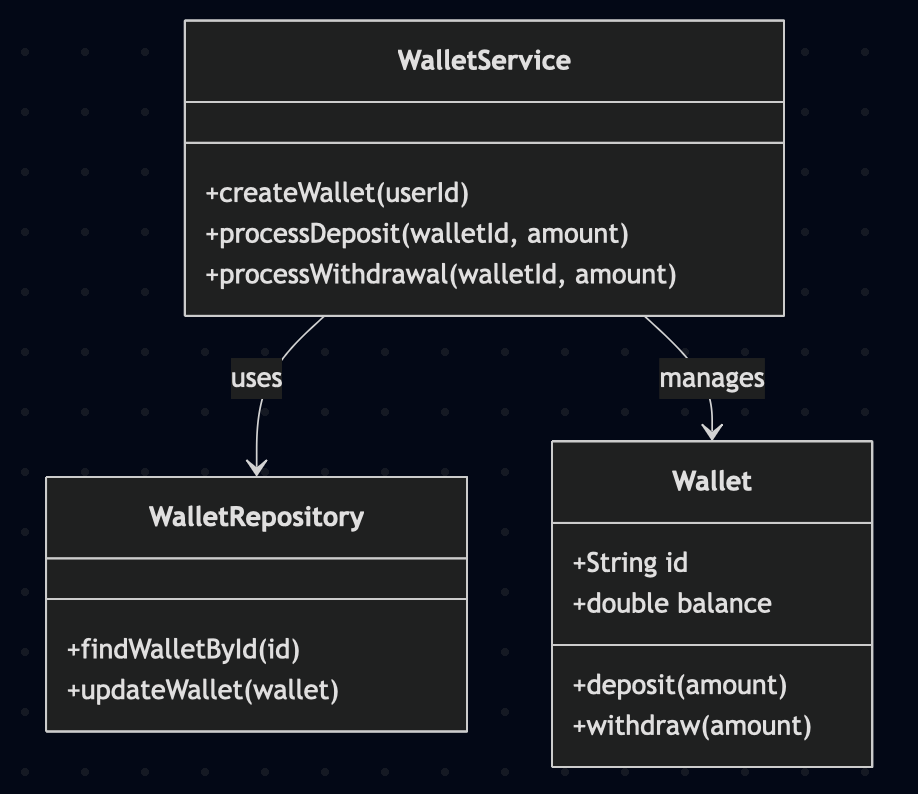 WalletService
+createWallet(userId)
+processDeposit(walletId, amount)
+processWithdrawal(walletId, amount)
uses
manages
WalletRepository
+findWalletById(id)
+updateWallet(wallet)
Wallet
+String id
+double balance
+deposit(amount)
+withdraw(amount)